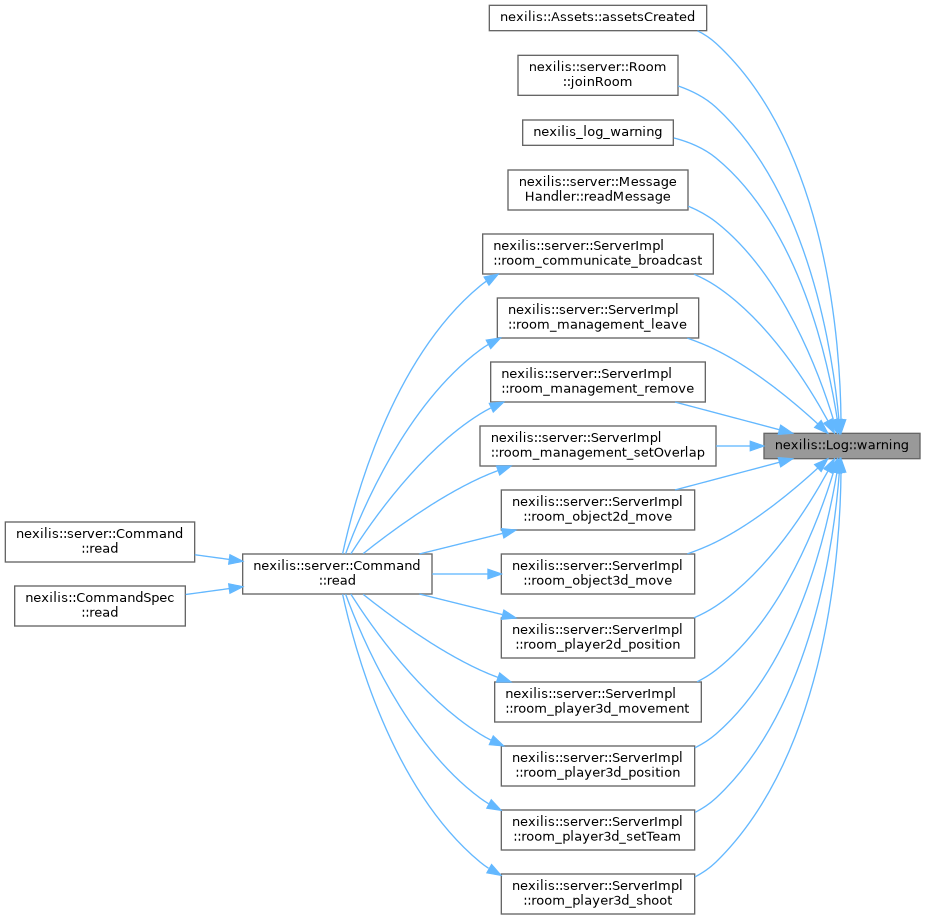 nexilis::Assets::assetsCreated
nexilis::server::Room
::joinRoom
nexilis_log_warning
nexilis::server::Message
Handler::readMessage
nexilis::server::ServerImpl
::room_communicate_broadcast
nexilis::server::ServerImpl
::room_management_leave
nexilis::server::ServerImpl
::room_management_remove
nexilis::Log::warning
nexilis::server::ServerImpl
::room_management_setOverlap
nexilis::server::ServerImpl
::room_object2d_move
nexilis::server::Command
::read
nexilis::server::Command
::read
nexilis::server::ServerImpl
::room_object3d_move
nexilis::CommandSpec
::read
nexilis::server::ServerImpl
::room_player2d_position
nexilis::server::ServerImpl
::room_player3d_movement
nexilis::server::ServerImpl
::room_player3d_position
nexilis::server::ServerImpl
::room_player3d_setTeam
nexilis::server::ServerImpl
::room_player3d_shoot